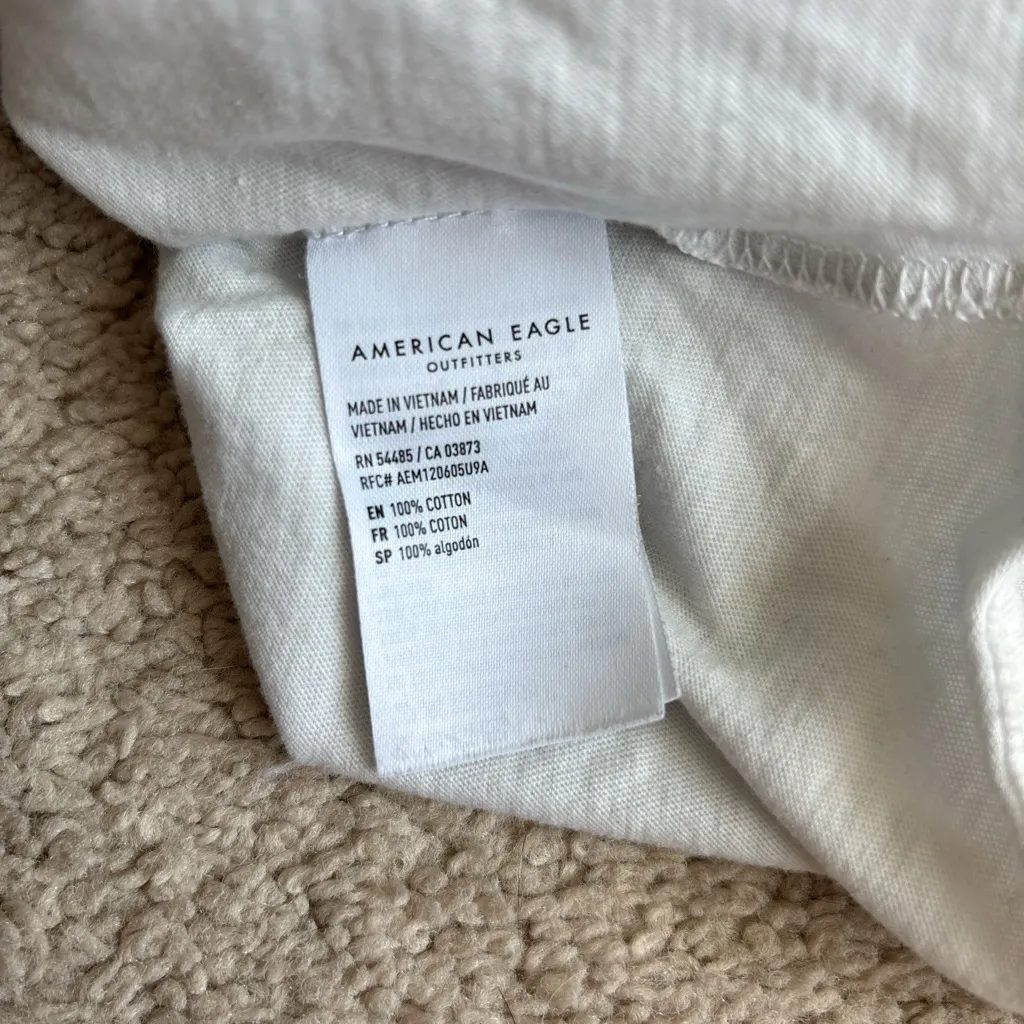 AMERICAN EAGLE
OUTFITTERS
MADE IN VIETNAM / FABRIQUÉ AU
VIETNAM / HECHO EN VIETNAM
RN 54485 / CA 03873
RFC# AEM120605U9A
EN 100% COTTON
FR 100% COTON
SP 100% algodón